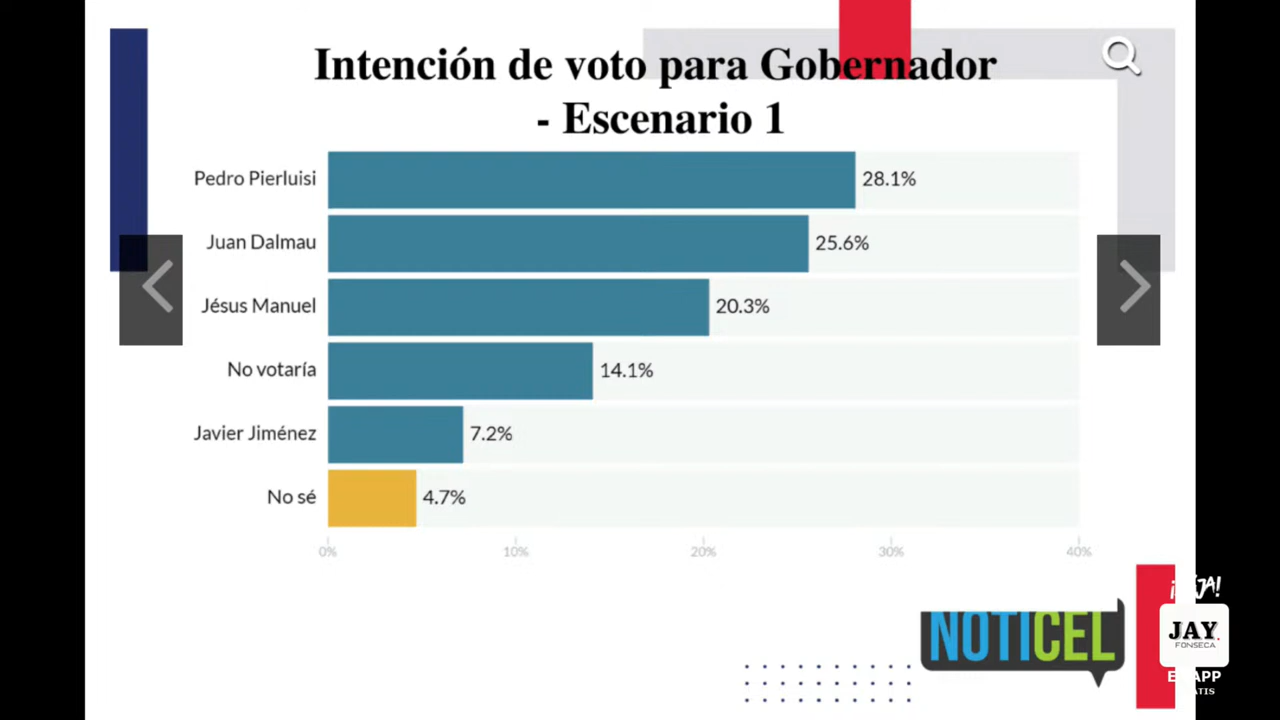 Intención de voto para Gobernador
- Escenario 1
Pedro Pierluisi 28.1%
Juan Dalmau 25.6%
Jésus Manuel 20.3%
No votaría 14.1%
Javier Jiménez 7.2%
No sé 4.7%
0% 10% 20% 30% 40%
NOTICEL
JAY.
FONSECA